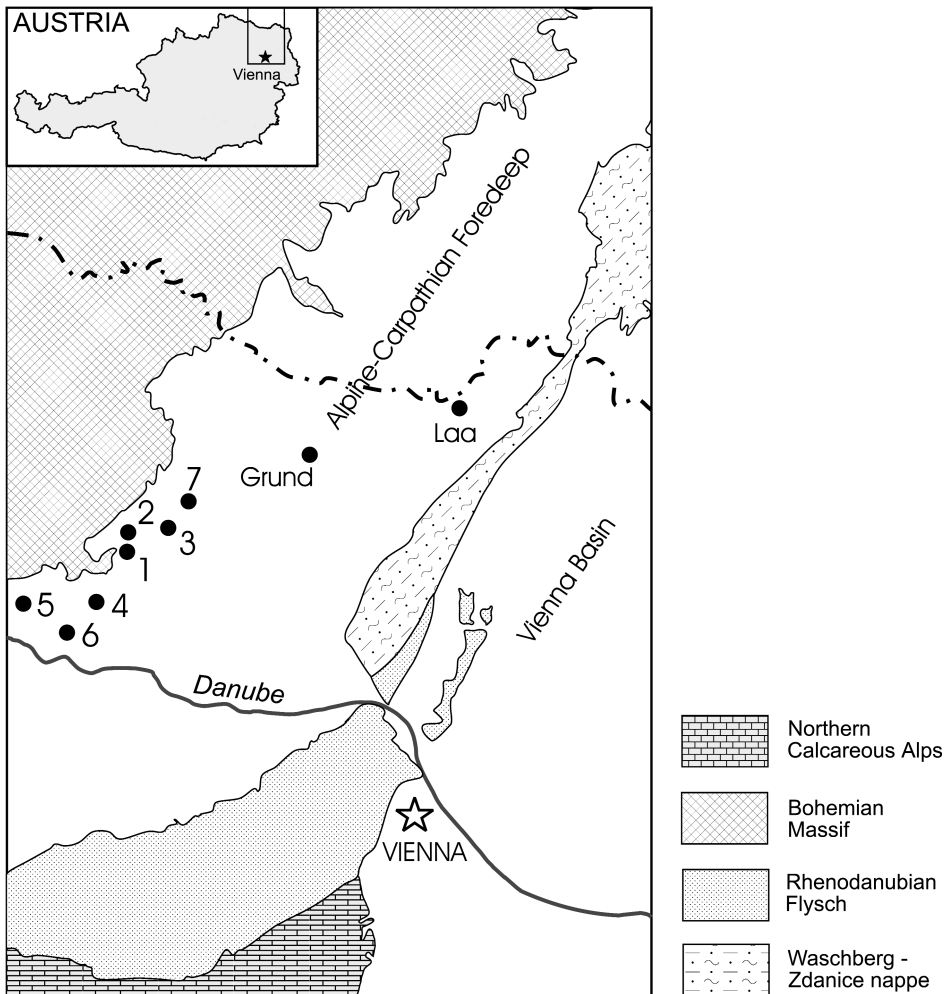 AUSTRIA
Vienna
Alpine-Carpathian Foredeep
Laa
Grund
7
2
3
1
5
4
6
Vienna Basin
Danube
VIENNA
Northern
Calcareous Alps
Bohemian
Massif
Rhenodanubian
Flysch
Waschberg -
Zdanice nappe